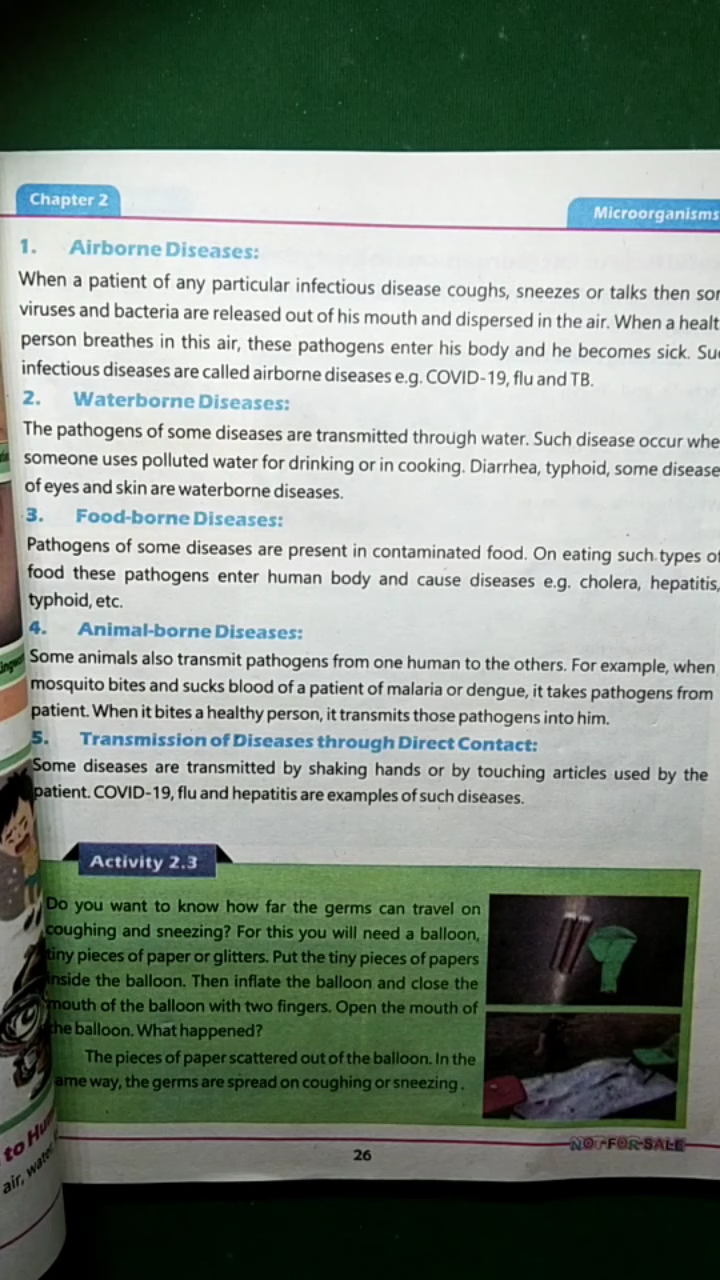 Chapter 2
Microorganisms
1. Airborne Diseases:
When a patient of any particular infectious disease coughs, sneezes or talks then
viruses and bacteria are released out of his mouth and dispersed in the air. When a
person breathes in this air, these pathogens enter his body and he becomes sick.
infectious diseases are called airborne diseases e.g. COVID-19, flu and TB.
2. Waterborne Diseases:
The pathogens of some diseases are transmitted through water. Such disease occur
someone uses polluted water for drinking or in cooking. Diarrhea, typhoid, some disease
of eyes and skin are waterborne diseases.
3. Food-borne Diseases:
Pathogens of some diseases are present in contaminated food. On eating such types of
food these pathogens enter human body and cause diseases e.g. cholera, hepatitis,
typhoid, etc.
4. Animal-borne Diseases:
Some animals also transmit pathogens from one human to the others. For example, when
mosquito bites and sucks blood of a patient of malaria or dengue, it takes pathogens from
patient. When it bites a healthy person, it transmits those pathogens into him.
5. Transmission of Diseases through Direct Contact:
Some diseases are transmitted by shaking hands or by touching articles used by the
patient. COVID-19, flu and hepatitis are examples of such diseases.
Activity 2.3
Do you want to know how far the germs can travel on
coughing and sneezing? For this you will need a balloon,
tiny pieces of paper or glitters. Put the tiny pieces of papers
inside the balloon. Then inflate the balloon and close the
mouth of the balloon with two fingers. Open the mouth of
the balloon. What happened?
The pieces of paper scattered out of the balloon. In the
ame way, the germs are spread on coughing or sneezing.
to
air,
26
NOT FOR SALE